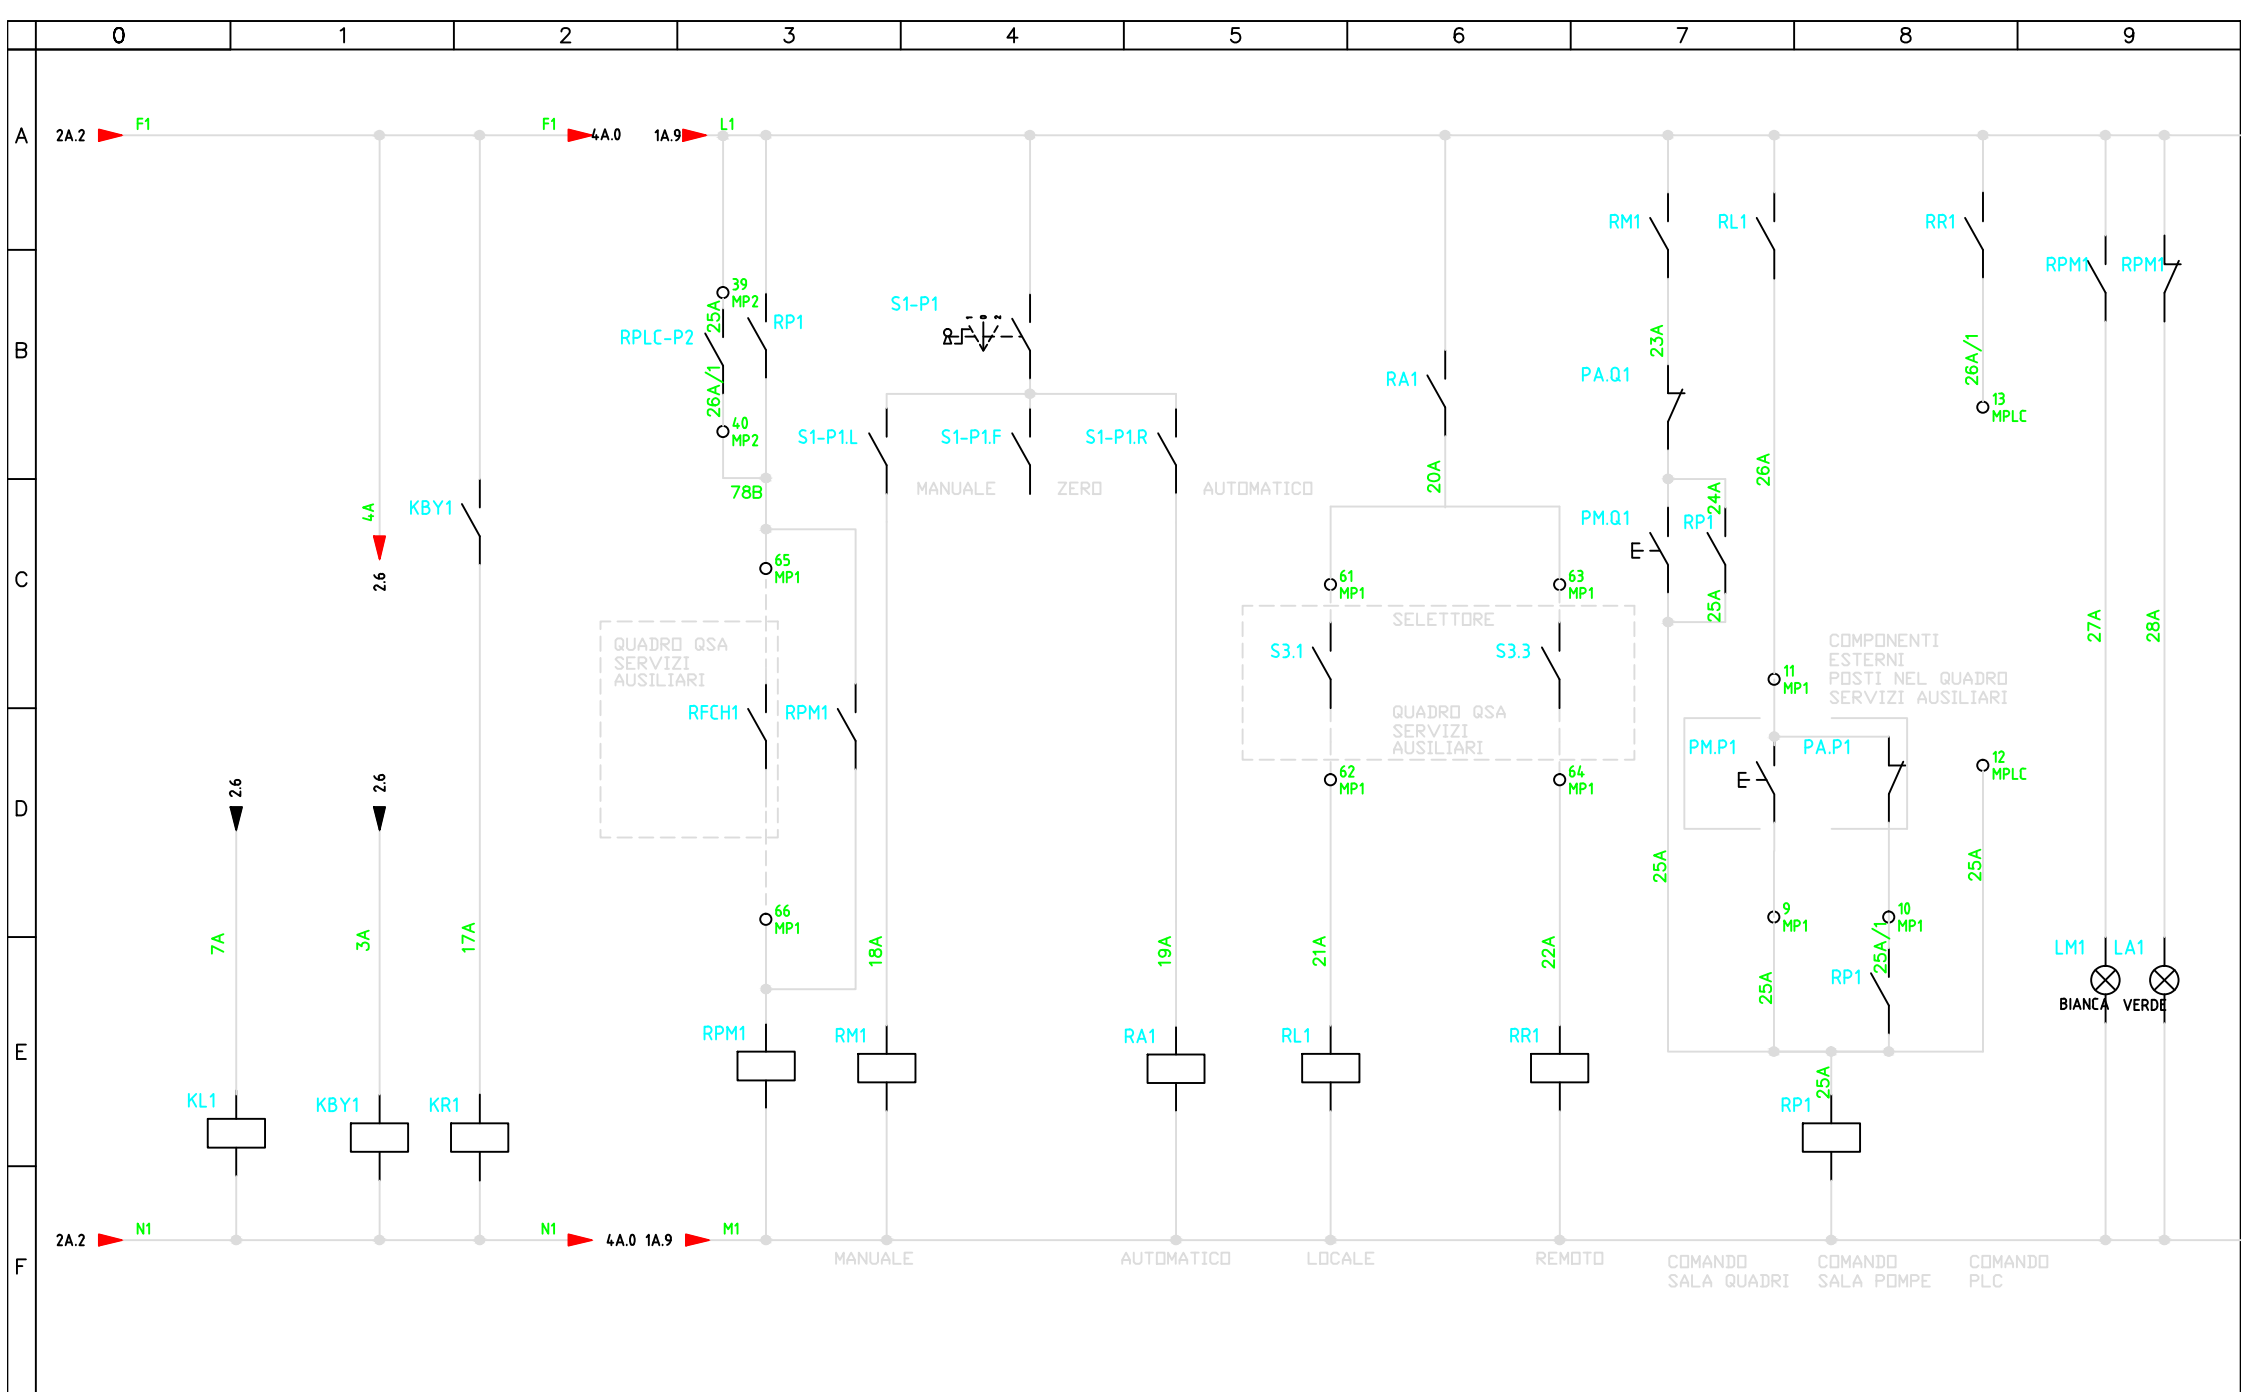 0 1 2 3 4 5 6 7 8 9
A
2A.2
F1
F1
4A.0
1A.9
L1
RM1
RL1
RR1
RPM1
RPM1
B
39
MP2
25A
RPLC-P2
RP1
26A/1
40
MP2
78B
S1-P1
1 0 2
S1-P1.L
S1-P1.F
S1-P1.R
MANUALE
ZERO
AUTOMATICO
RA1
20A
23A
PA.Q1
26A
26A/1
13
MPLC
C
4A
2.6
KBY1
65
MP1
QUADRO QSA
SERVIZI
AUSILIARI
61
MP1
63
MP1
SELETTORE
S3.1
S3.3
PM.Q1
RP1
24A
25A
11
MP1
COMPONENTI
ESTERNI
POSTI NEL QUADRO
SERVIZI AUSILIARI
27A
28A
D
2.6
2.6
RFCH1
RPM1
QUADRO QSA
SERVIZI
AUSILIARI
62
MP1
64
MP1
PM.P1
PA.P1
12
MPLC
25A
25A
66
MP1
9
MP1
10
MP1
E
7A
3A
17A
18A
19A
21A
22A
25A
25A/1
RP1
LM1
LA1
BIANCA
VERDE
RPM1
RM1
RA1
RL1
RR1
25A
RP1
KL1
KBY1
KR1
F
2A.2
N1
N1
4A.0
1A.9
M1
MANUALE
AUTOMATICO
LOCALE
REMOTO
COMANDO
SALA QUADRI
COMANDO
SALA POMPE
COMANDO
PLC